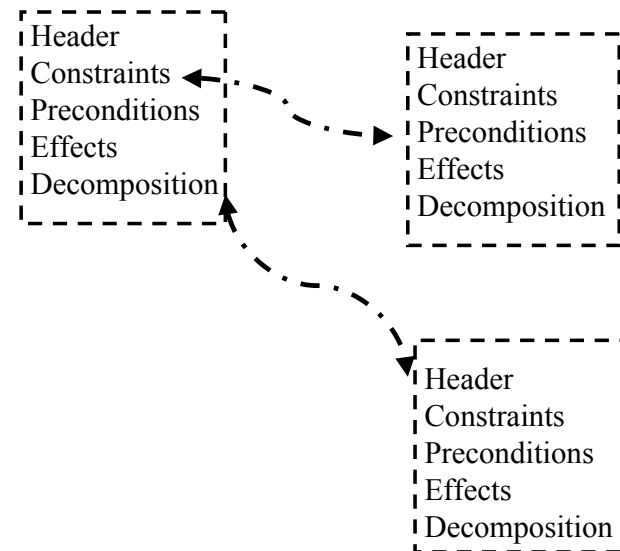 Header
Constraints
Preconditions
Effects
Decomposition
Header
Constraints
Preconditions
Effects
Decomposition
Header
Constraints
Preconditions
Effects
Decomposition